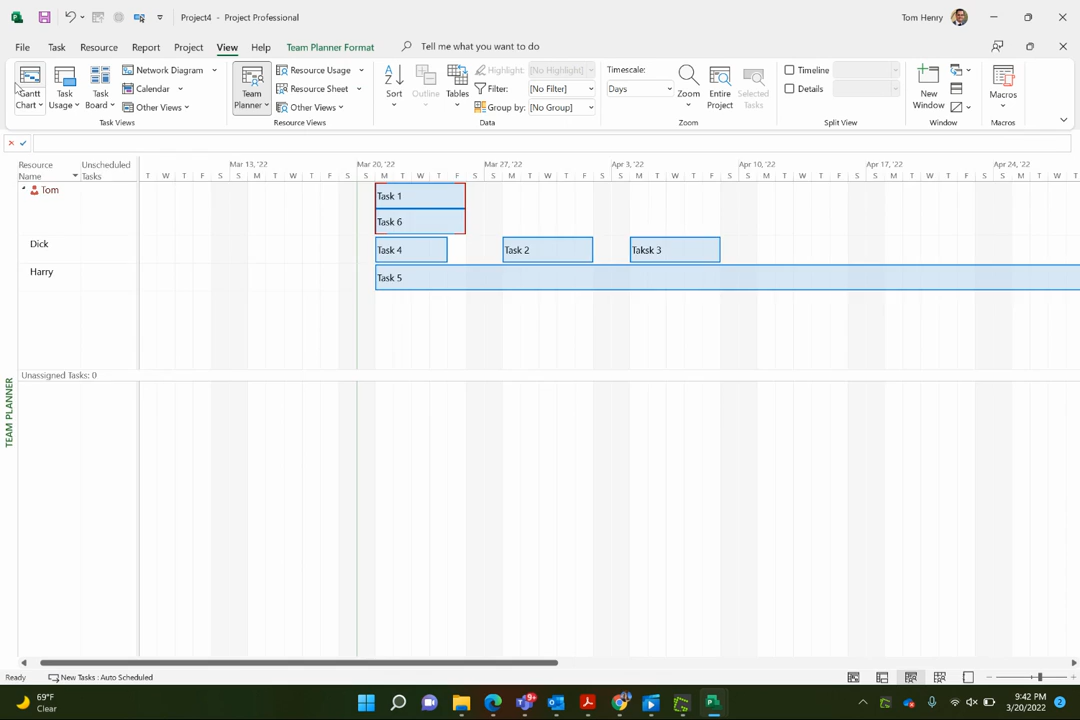 Project4 - Project Professional
Tom Henry
File Task Resource Report Project View Help Team Planner Format Tell me what you want to do
Gantt Chart
Task Usage
Task Board
Network Diagram
Calendar
Other Views
Task Views
Team Planner
Resource Usage
Resource Sheet
Other Views
Resource Views
Sort
Outline
Tables
Highlight: [No Highlight]
Filter: [No Filter]
Group by: [No Group]
Data
Timescale:
Days
Zoom
Entire Project
Selected Tasks
Zoom
Timeline
Details
Split View
New Window
Window
Macros
Macros
Resource Name
Unscheduled Tasks
Mar 13, '22 Mar 20, '22 Mar 27, '22 Apr 3, '22 Apr 10, '22 Apr 17, '22 Apr 24, '22
T W T F S S M T W T F S S M T W T F S S M T W T F S S M T W T F S S M T W T F S S M T W T F S S M T W T
Tom
Task 1
Task 6
Dick
Task 4 Task 2 Taksk 3
Harry
Task 5
Unassigned Tasks: 0
TEAM PLANNER
Ready New Tasks : Auto Scheduled
69°F
Clear
9:42 PM
3/20/2022
2